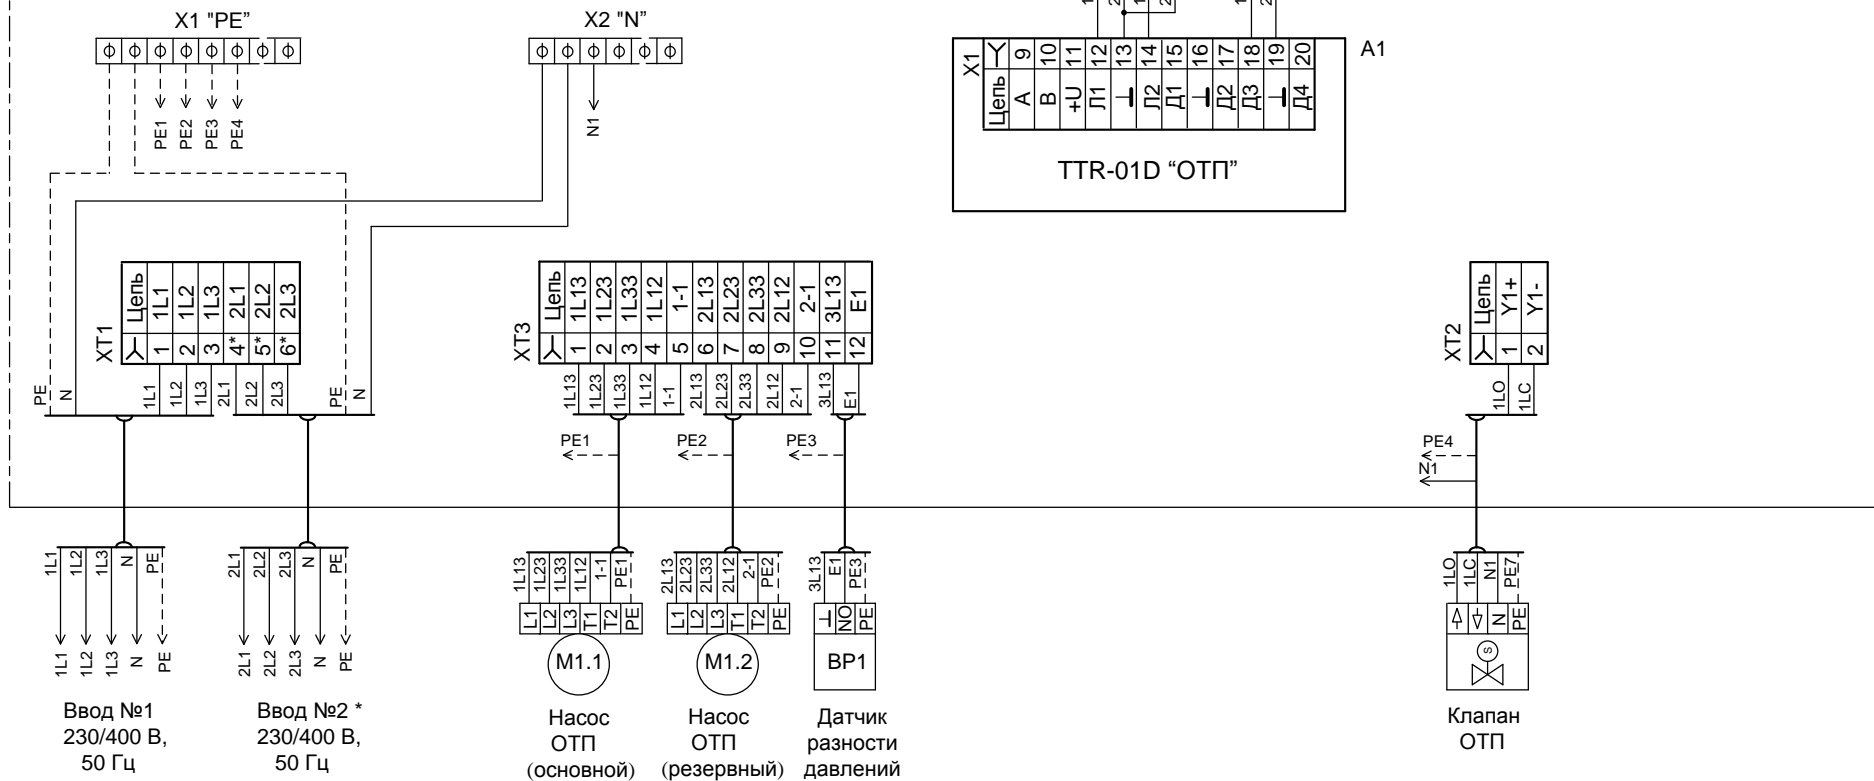 X1 "PE”
X2 "N”
A1
PE1
PE2
PE3
PE4
N1
X1
Цепь
9
10
11
12
13
14
15
16
17
18
19
20
A
B
+U
Л1
⊥
Л2
Д1
⊥
Д2
Д3
⊥
Д4
TTR-01D “ОТП”
XT1
Цепь
1L1
1L2
1L3
2L1
2L2
2L3
1
2
3
4*
5*
6*
PE
N
1L1
1L2
1L3
2L1
2L2
2L3
PE
N
XT3
Цепь
1L13
1L23
1L33
1L12
1-1
2L13
2L23
2L33
2L12
2-1
3L13
E1
1
2
3
4
5
6
7
8
9
10
11
12
1L13
1L23
1L33
1L12
1-1
2L13
2L23
2L33
2L12
2-1
3L13
E1
XT2
Цепь
Y1+
Y1-
1
2
1LO
1LC
PE1
PE2
PE3
PE4
N1
1L1
1L2
1L3
N
PE
2L1
2L2
2L3
N
PE
1L13
1L23
1L33
1L12
1-1
PE1
2L13
2L23
2L33
2L12
2-1
PE2
3L13
E1
PE3
1LO
1LC
N1
PE7
L1
L2
L3
T1
T2
PE
L1
L2
L3
T1
T2
PE
⊥
NO
PE
N
PE
1L1
1L2
1L3
N
PE
2L1
2L2
2L3
N
PE
M1.1
M1.2
BP1
S
Ввод №1
230/400 В,
50 Гц
Ввод №2 *
230/400 В,
50 Гц
Насос
ОТП
(основной)
Насос
ОТП
(резервный)
Датчик
разности
давлений
Клапан
ОТП